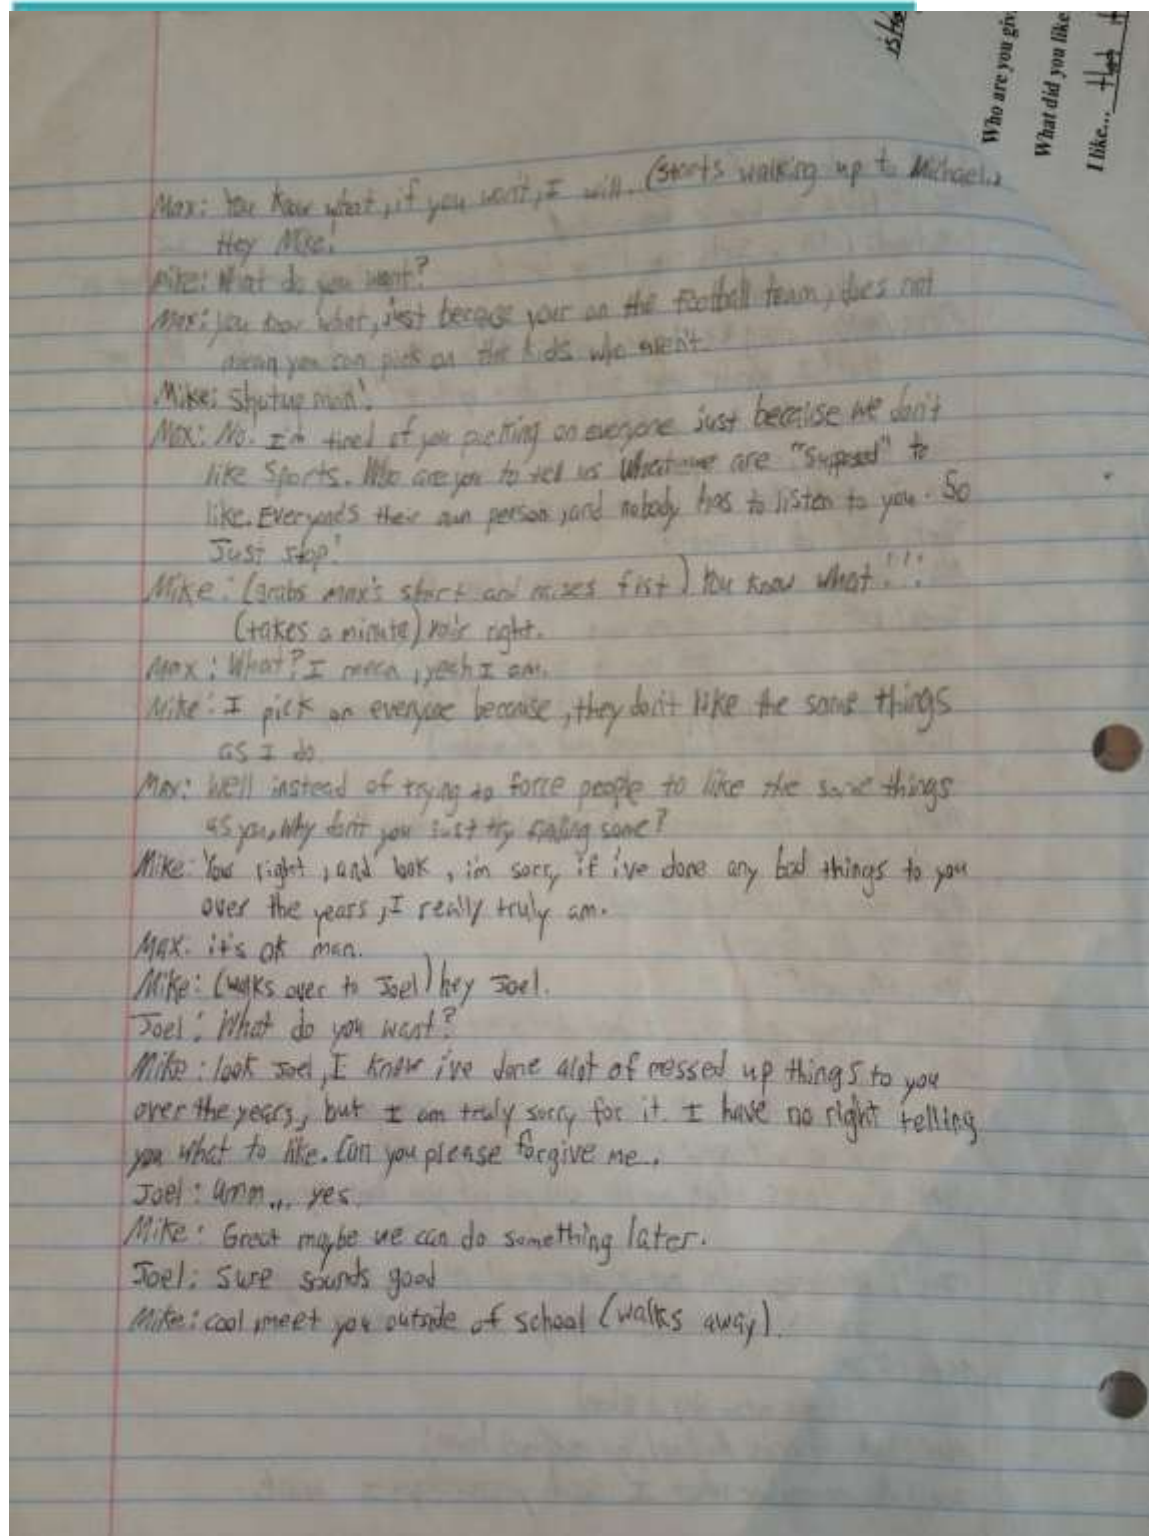 Max: You know what, if you won't, I will. (starts walking up to Michael.)
Hey Mike!
Mike: What do you want?
Max: you know what, just becaose your on the football team, does not
mean you can pick on the kids who aren't.
Mike: Shutup man!
Max: No! I'm tired of you picking on everyone just because we don't
like Sports. Who are you to tell us what we are "supposed" to
like. Everyone's their own person, and nobody has to listen to you. So
Just stop!
Mike: (grabs max's shirt and raises fist) You know what!!!
(takes a minute) right.
Max: What? I mean, yeah I am.
Mike: I pick on everyone because, they don't like the same things
as I do.
Max: Well instead of trying to force people to like the same things
as you, Why don't you just try finding some?
Mike: Your right, and look, i'm sorry if i've done any bad things to you
over the years, I really truly am.
Max: it's ok man.
Mike: (walks over to Joel) hey Joel.
Joel: What do you want?
Mike: look Joel, I know i've done alot of messed up things to you
over the years, but I am truly sorry for it. I have no right telling
you what to like. Can you please forgive me.
Joel: umm... yes.
Mike: Great maybe we can do something later.
Joel: Sure sounds good
Mike: cool meet you outside of school (walks away).
Who are you giv
What did you like
I like...